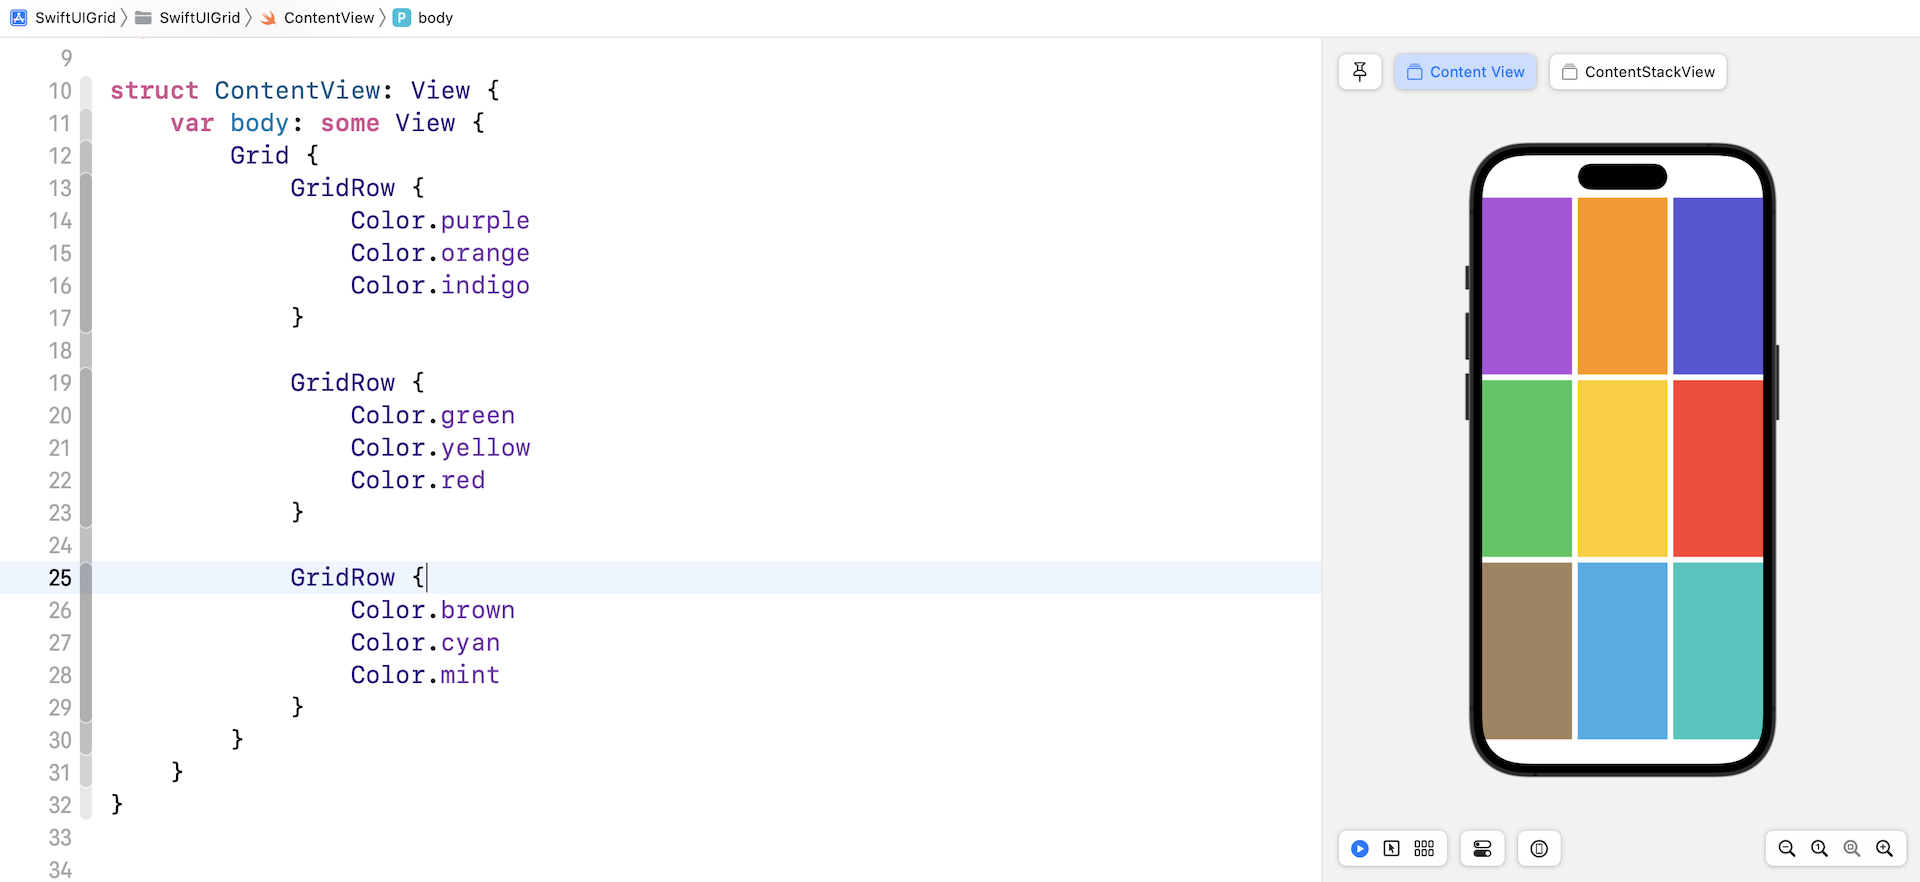 SwiftUIGrid SwiftUIGrid ContentView P body
9
10 struct ContentView: View {
11 var body: some View {
12 Grid {
13 GridRow {
14 Color.purple
15 Color.orange
16 Color.indigo
17 }
18
19 GridRow {
20 Color.green
21 Color.yellow
22 Color.red
23 }
24
25 GridRow {
26 Color.brown
27 Color.cyan
28 Color.mint
29 }
30 }
31 }
32 }
33
34
Content View ContentStackView